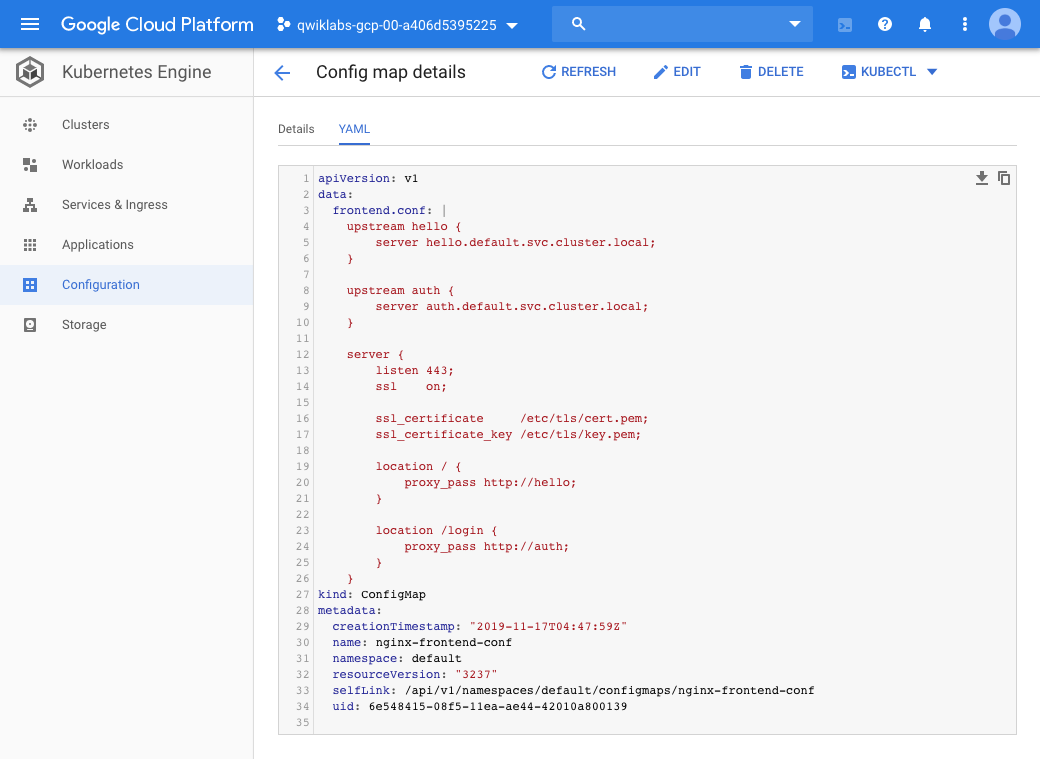 Google Cloud Platform
qwiklabs-gcp-00-a406d5395225
Kubernetes Engine
Config map details
REFRESH
EDIT
DELETE
KUBECTL
Clusters
Workloads
Services & Ingress
Applications
Configuration
Storage
Details
YAML
1 apiVersion: v1
2 data:
3   frontend.conf: |
4     upstream hello {
5         server hello.default.svc.cluster.local;
6     }
7
8     upstream auth {
9         server auth.default.svc.cluster.local;
10     }
11
12     server {
13         listen 443;
14         ssl    on;
15
16         ssl_certificate     /etc/tls/cert.pem;
17         ssl_certificate_key /etc/tls/key.pem;
18
19         location / {
20             proxy_pass http://hello;
21         }
22
23         location /login {
24             proxy_pass http://auth;
25         }
26     }
27 kind: ConfigMap
28 metadata:
29   creationTimestamp: "2019-11-17T04:47:59Z"
30   name: nginx-frontend-conf
31   namespace: default
32   resourceVersion: "3237"
33   selfLink: /api/v1/namespaces/default/configmaps/nginx-frontend-conf
34   uid: 6e548415-08f5-11ea-ae44-42010a800139
35